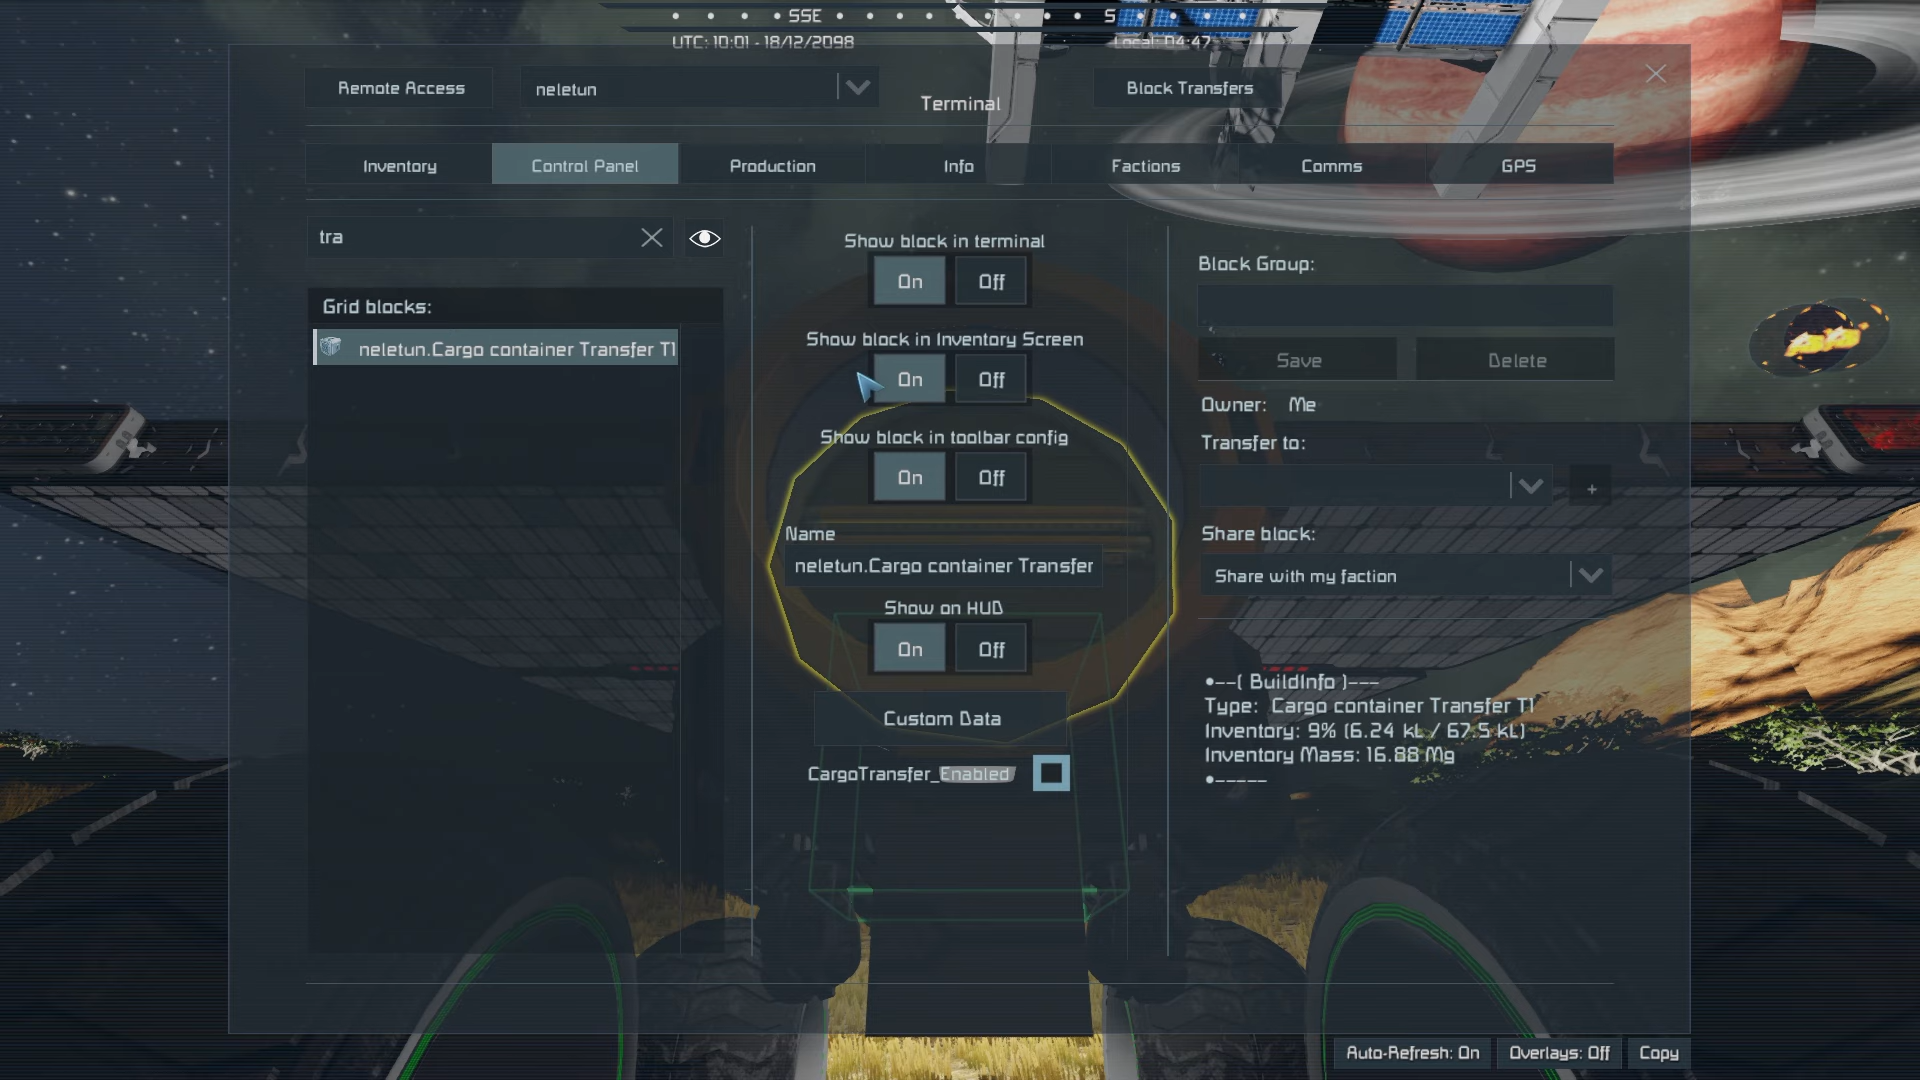 SSE S
UTC: 10:01 - 18/12/2098 Local: 04:47
Remote Access neletun Terminal Block Transfers
Inventory Control Panel Production Info Factions Comms GPS
tra
Grid blocks:
neletun.Cargo container Transfer T1
Show block in terminal
On Off
Show block in Inventory Screen
On Off
Show block in toolbar config
On Off
Name
neletun.Cargo container Transfer
Show on HUD
On Off
Custom Data
CargoTransfer_Enabled
Block Group:
Save Delete
Owner: Me
Transfer to:
+
Share block:
Share with my faction
•--( BuildInfo )---
Type: Cargo container Transfer T1
Inventory: 9% (6.24 kL / 67.5 kL)
Inventory Mass: 16.88 Mg
•-----
Auto-Refresh: On Overlays: Off Copy